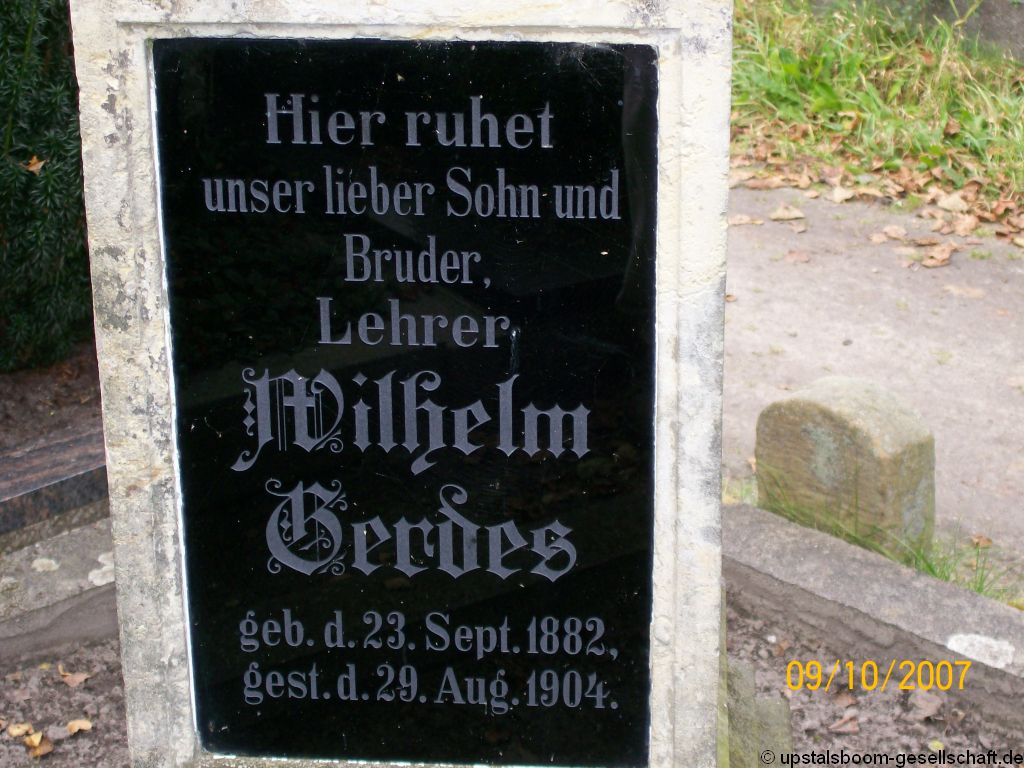 Hier ruhet
unser lieber Sohn und
Bruder,
Lehrer
Wilhelm
Gerdes
geb. d. 23. Sept. 1882,
gest. d. 29. Aug. 1904.
09/10/2007
© upstalsboom-gesellschaft.de